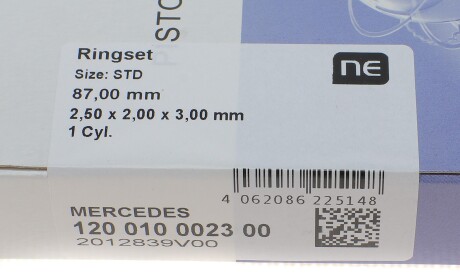 PISTO
Ringset
Size: STD
NE
87,00 mm
2,50 x 2,00 x 3,00 mm
1 Cyl.
4 062086 225148
MERCEDES
120 010 0023 00
2012839V00